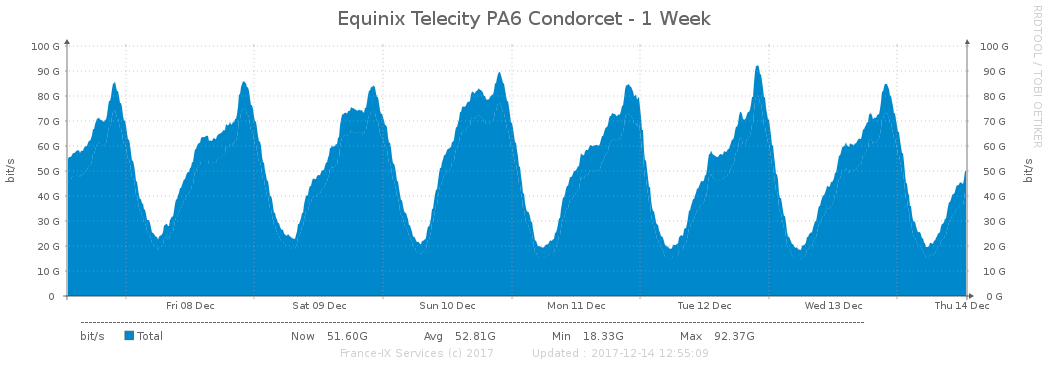 Equinix Telecity PA6 Condorcet - 1 Week
RRDTOOL / TOBI OETIKER
bit/s
100 G
90 G
80 G
70 G
60 G
50 G
40 G
30 G
20 G
10 G
0
100 G
90 G
80 G
70 G
60 G
50 G
40 G
30 G
20 G
10 G
0 G
bit/s
Fri 08 Dec Sat 09 Dec Sun 10 Dec Mon 11 Dec Tue 12 Dec Wed 13 Dec Thu 14 Dec
bit/s Total Now 51.60G Avg 52.81G Min 18.33G Max 92.37G
France-IX Services (c) 2017 Updated : 2017-12-14 12:55:09